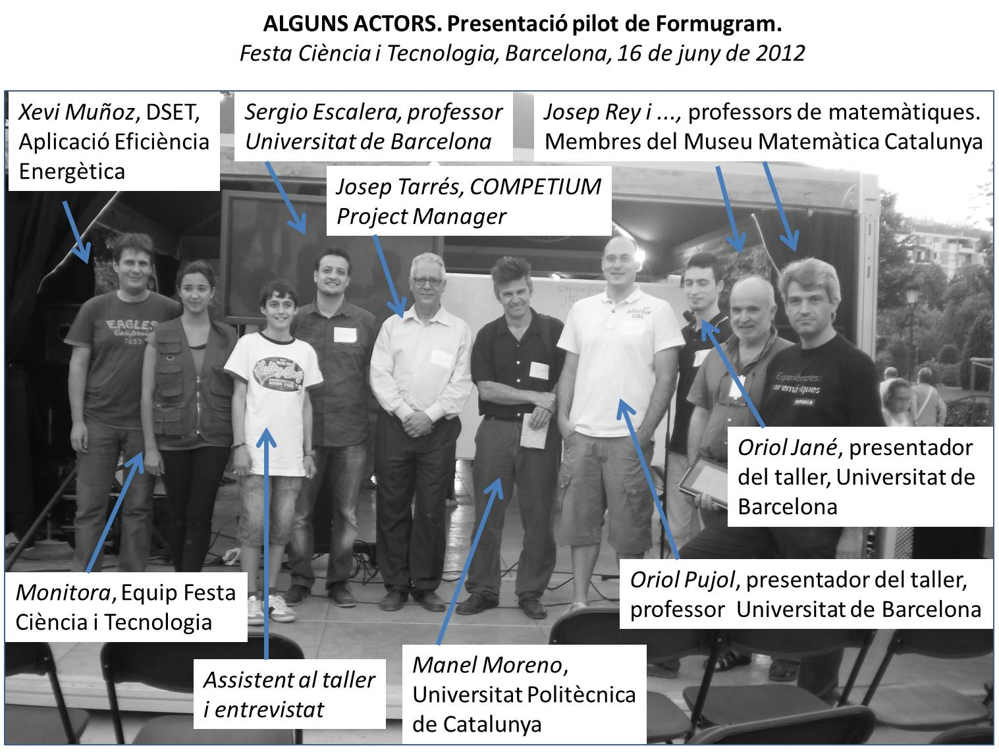 ALGUNS ACTORS. Presentació pilot de Formugram.
Festa Ciència i Tecnologia, Barcelona, 16 de juny de 2012
Xevi Muñoz, DSET,
Aplicació Eficiència
Energètica
Sergio Escalera, professor
Universitat de Barcelona
Josep Rey i ..., professors de matemàtiques.
Membres del Museu Matemàtica Catalunya
Josep Tarrés, COMPETIUM
Project Manager
EAGLES
California
1853
Experiències
matemàtiques
mmaca
Oriol Jané, presentador
del taller, Universitat de
Barcelona
Oriol Pujol, presentador del taller,
professor Universitat de Barcelona
Monitora, Equip Festa
Ciència i Tecnologia
Assistent al taller
i entrevistat
Manel Moreno,
Universitat Politècnica
de Catalunya